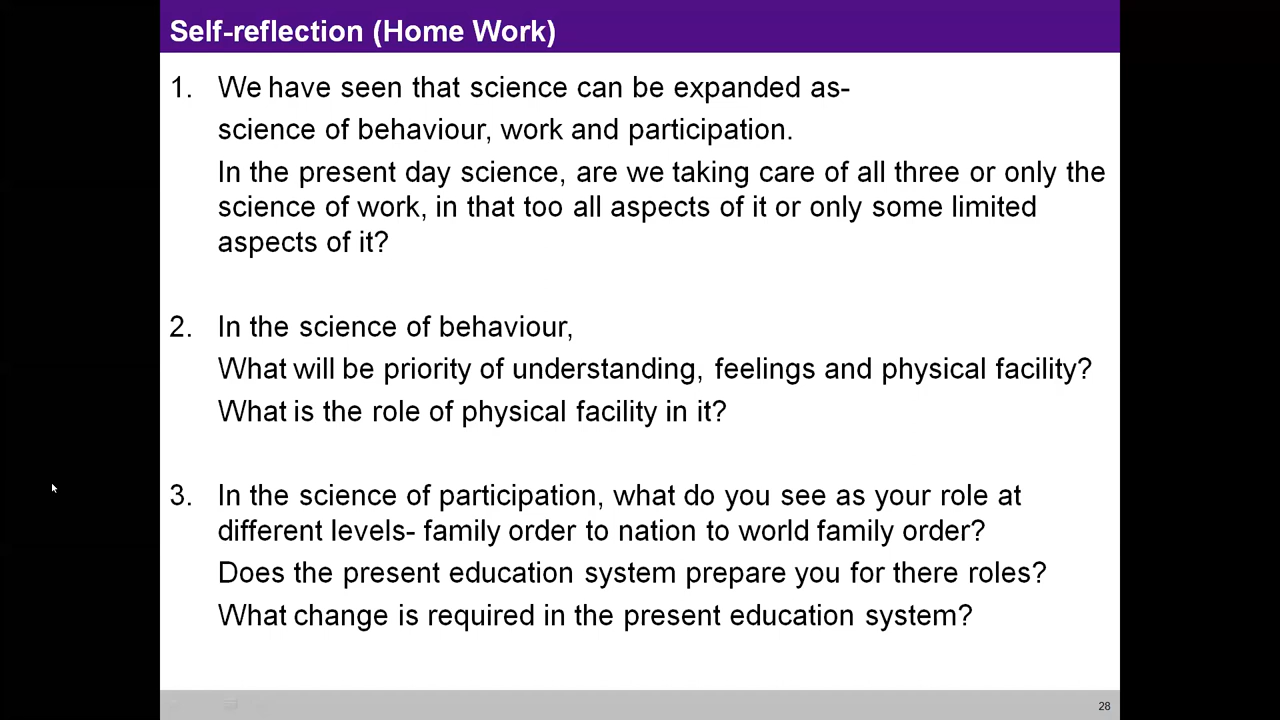 Self-reflection (Home Work)
1. We have seen that science can be expanded as-
science of behaviour, work and participation.
In the present day science, are we taking care of all three or only the
science of work, in that too all aspects of it or only some limited
aspects of it?
2. In the science of behaviour,
What will be priority of understanding, feelings and physical facility?
What is the role of physical facility in it?
3. In the science of participation, what do you see as your role at
different levels- family order to nation to world family order?
Does the present education system prepare you for there roles?
What change is required in the present education system?
28